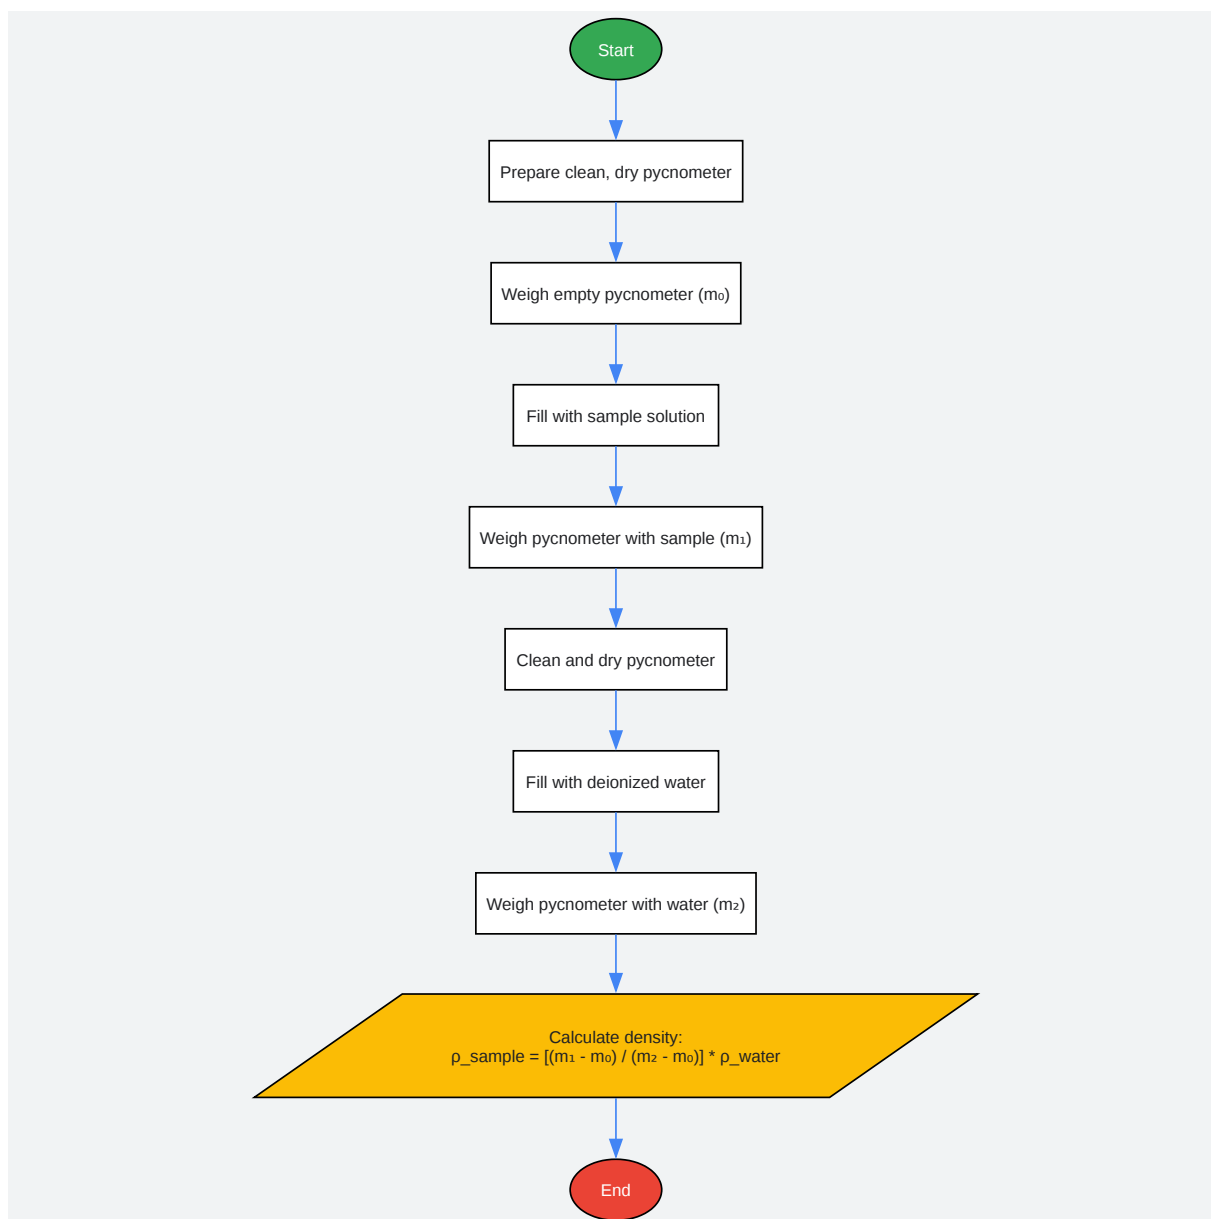 Start
Prepare clean, dry pycnometer
Weigh empty pycnometer (m₀)
Fill with sample solution
Weigh pycnometer with sample (m₁)
Clean and dry pycnometer
Fill with deionized water
Weigh pycnometer with water (m₂)
Calculate density:
ρ_sample = [(m₁ - m₀) / (m₂ - m₀)] * ρ_water
End